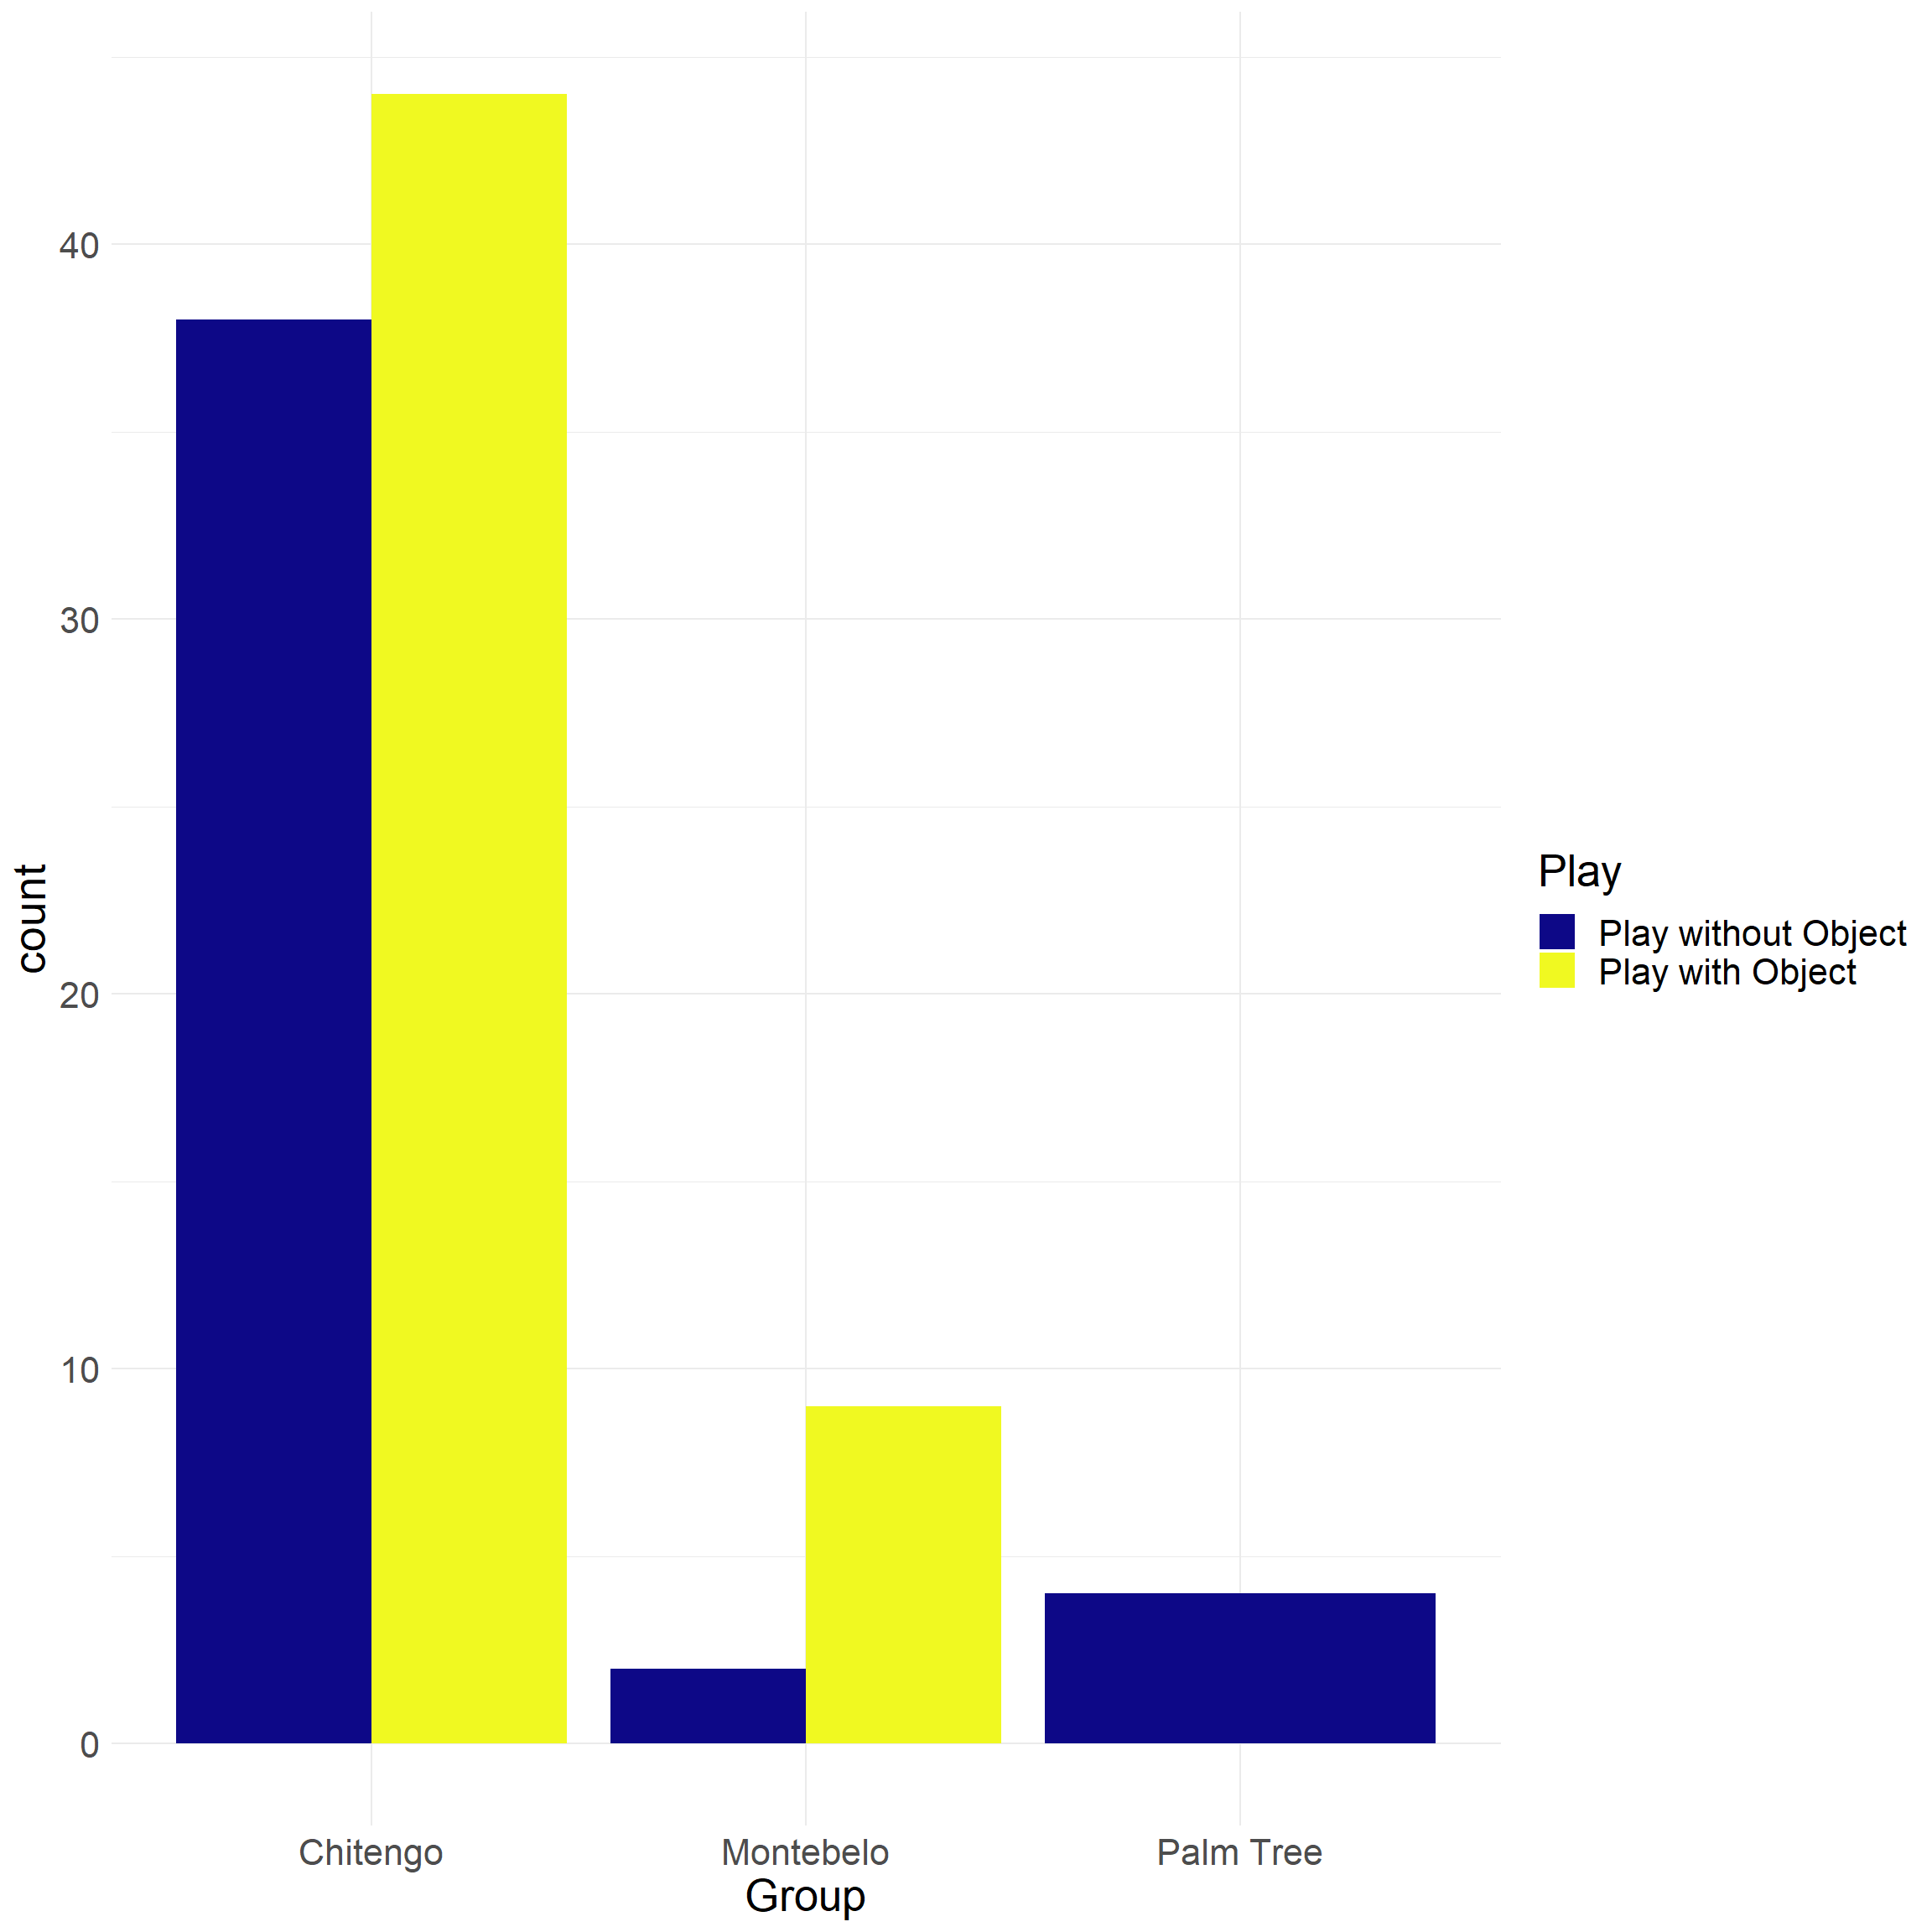 count
40
30
20
10
0
Chitengo
Montebelo
Palm Tree
Group
Play
Play without Object
Play with Object